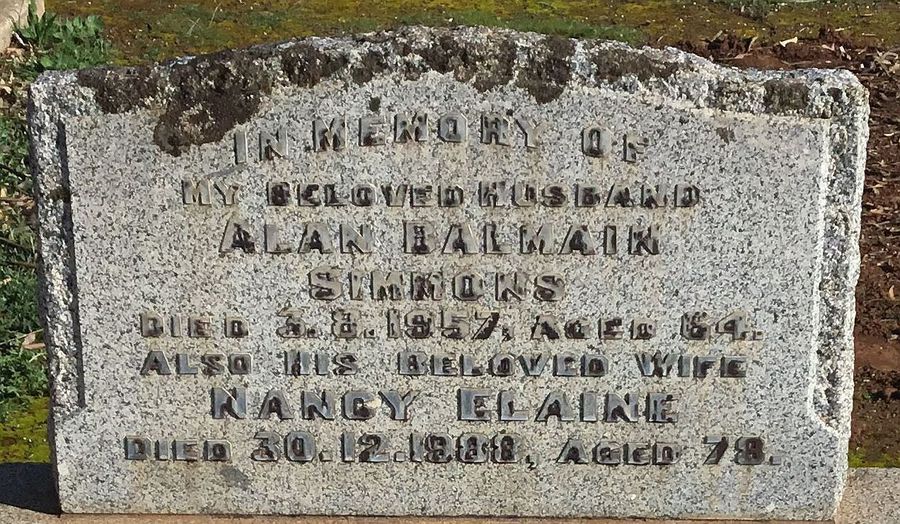 IN MEMORY OF
MY BELOVED HUSBAND
ALAN BALMAIN
SIMMONS
DIED 3.8.1957, AGED 54.
ALSO HIS BELOVED WIFE
NANCY ELAINE
DIED 30.12.1988, AGED 78.